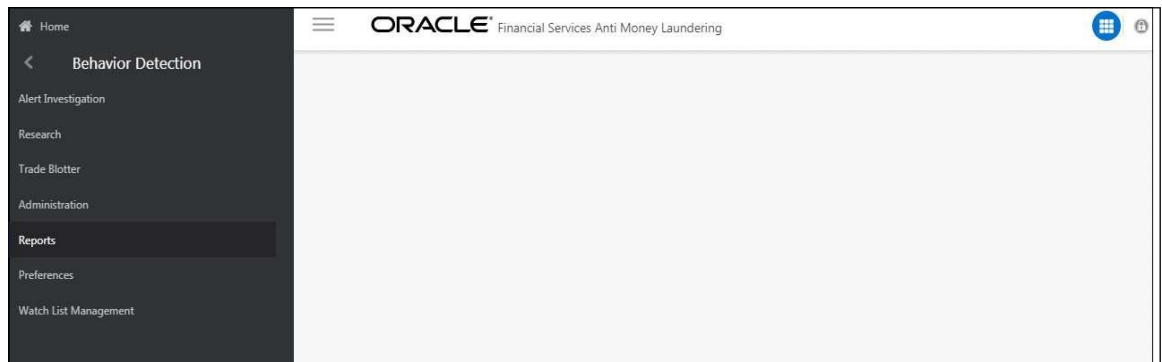 Home
ORACLE® Financial Services Anti Money Laundering
Behavior Detection
Alert Investigation
Research
Trade Blotter
Administration
Reports
Preferences
Watch List Management